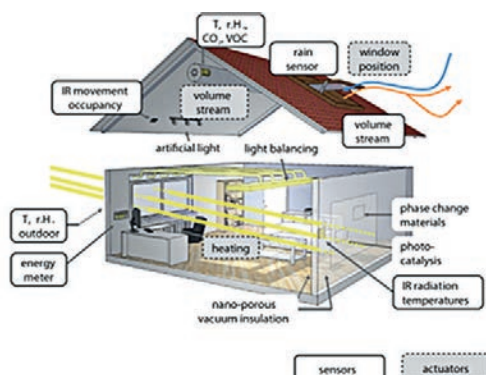 T, r.H.,
CO₂, VOC
rain
sensor
window
position
IR movement
occupancy
volume
stream
volume
stream
artificial light
light balancing
T, r.H.
outdoor
energy
meter
heating
phase change
materials
photo-
catalysis
IR radiation
temperatures
nano-porous
vacuum insulation
sensors
actuators